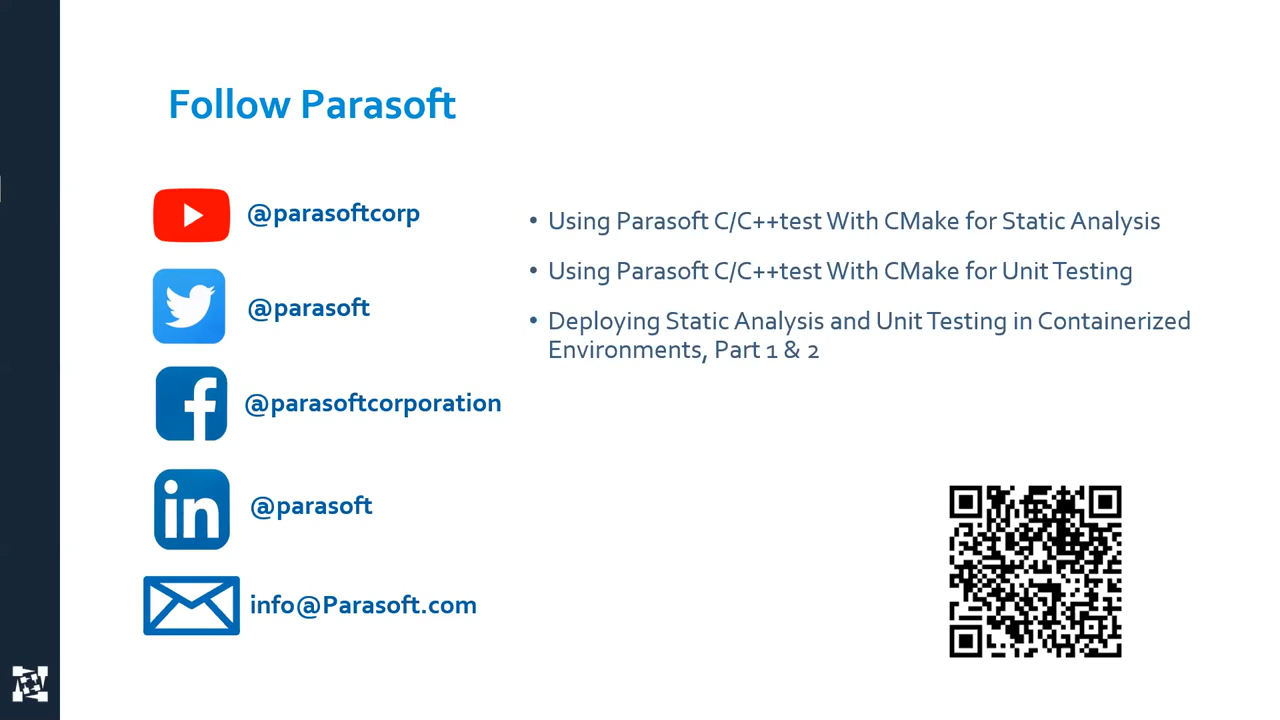 Follow Parasoft
@parasoftcorp
@parasoft
@parasoftcorporation
in
@parasoft
info@Parasoft.com
• Using Parasoft C/C++test With CMake for Static Analysis
• Using Parasoft C/C++test With CMake for Unit Testing
• Deploying Static Analysis and Unit Testing in Containerized
Environments, Part 1 & 2